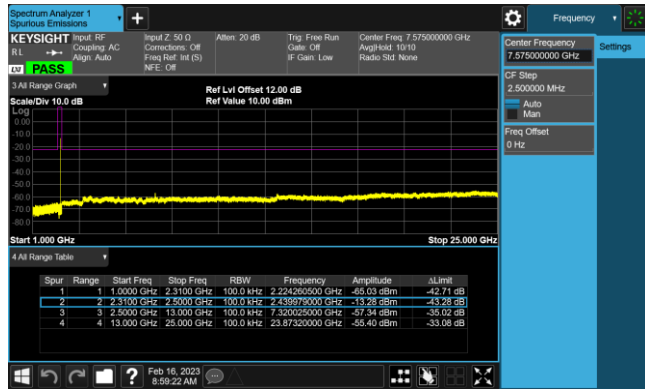 Spectrum Analyzer 1
Spurious Emissions
Frequency
KEYSIGHT Input: RF Input Z: 50 Ω Atten: 20 dB Trig: Free Run Center Freq: 7.575000000 GHz
RL Coupling: AC Corrections: Off Gate: Off Avg|Hold: 10/10
Align: Auto Freq Ref: Int (S) IF Gain: Low Radio Std: None
LXI PASS NFE: Off
Center Frequency
7.575000000 GHz
Settings
CF Step
2.500000 MHz
Auto
Man
Freq Offset
0 Hz
3 All Range Graph
Ref Lvl Offset 12.00 dB
Scale/Div 10.0 dB Ref Value 10.00 dBm
Log
0.00
-10.0
-20.0
-30.0
-40.0
-50.0
-60.0
-70.0
-80.0
Start 1.000 GHz Stop 25.000 GHz
4 All Range Table
Spur Range Start Freq Stop Freq RBW Frequency Amplitude ΔLimit
1 1 1.0000 GHz 2.3100 GHz 100.0 kHz 2.224260500 GHz -65.03 dBm -42.71 dB
2 2 2.3100 GHz 2.5000 GHz 100.0 kHz 2.439979000 GHz -13.28 dBm -43.28 dB
3 3 2.5000 GHz 13.000 GHz 100.0 kHz 7.320025000 GHz -57.34 dBm -35.02 dB
4 4 13.000 GHz 25.000 GHz 100.0 kHz 23.87320000 GHz -55.40 dBm -33.08 dB
Feb 16, 2023
8:59:22 AM